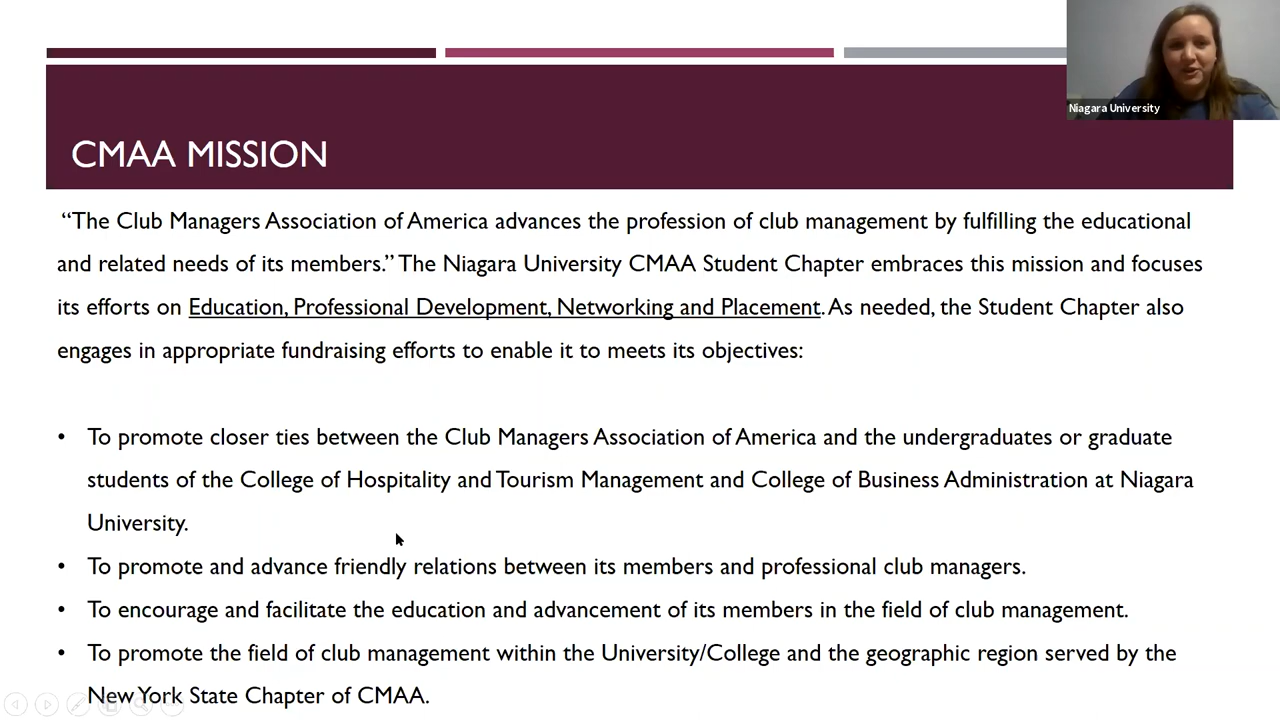 Niagara University
CMAA MISSION
“The Club Managers Association of America advances the profession of club management by fulfilling the educational
and related needs of its members.” The Niagara University CMAA Student Chapter embraces this mission and focuses
its efforts on Education, Professional Development, Networking and Placement. As needed, the Student Chapter also
engages in appropriate fundraising efforts to enable it to meets its objectives:
• To promote closer ties between the Club Managers Association of America and the undergraduates or graduate
students of the College of Hospitality and Tourism Management and College of Business Administration at Niagara
University.
• To promote and advance friendly relations between its members and professional club managers.
• To encourage and facilitate the education and advancement of its members in the field of club management.
• To promote the field of club management within the University/College and the geographic region served by the
New York State Chapter of CMAA.